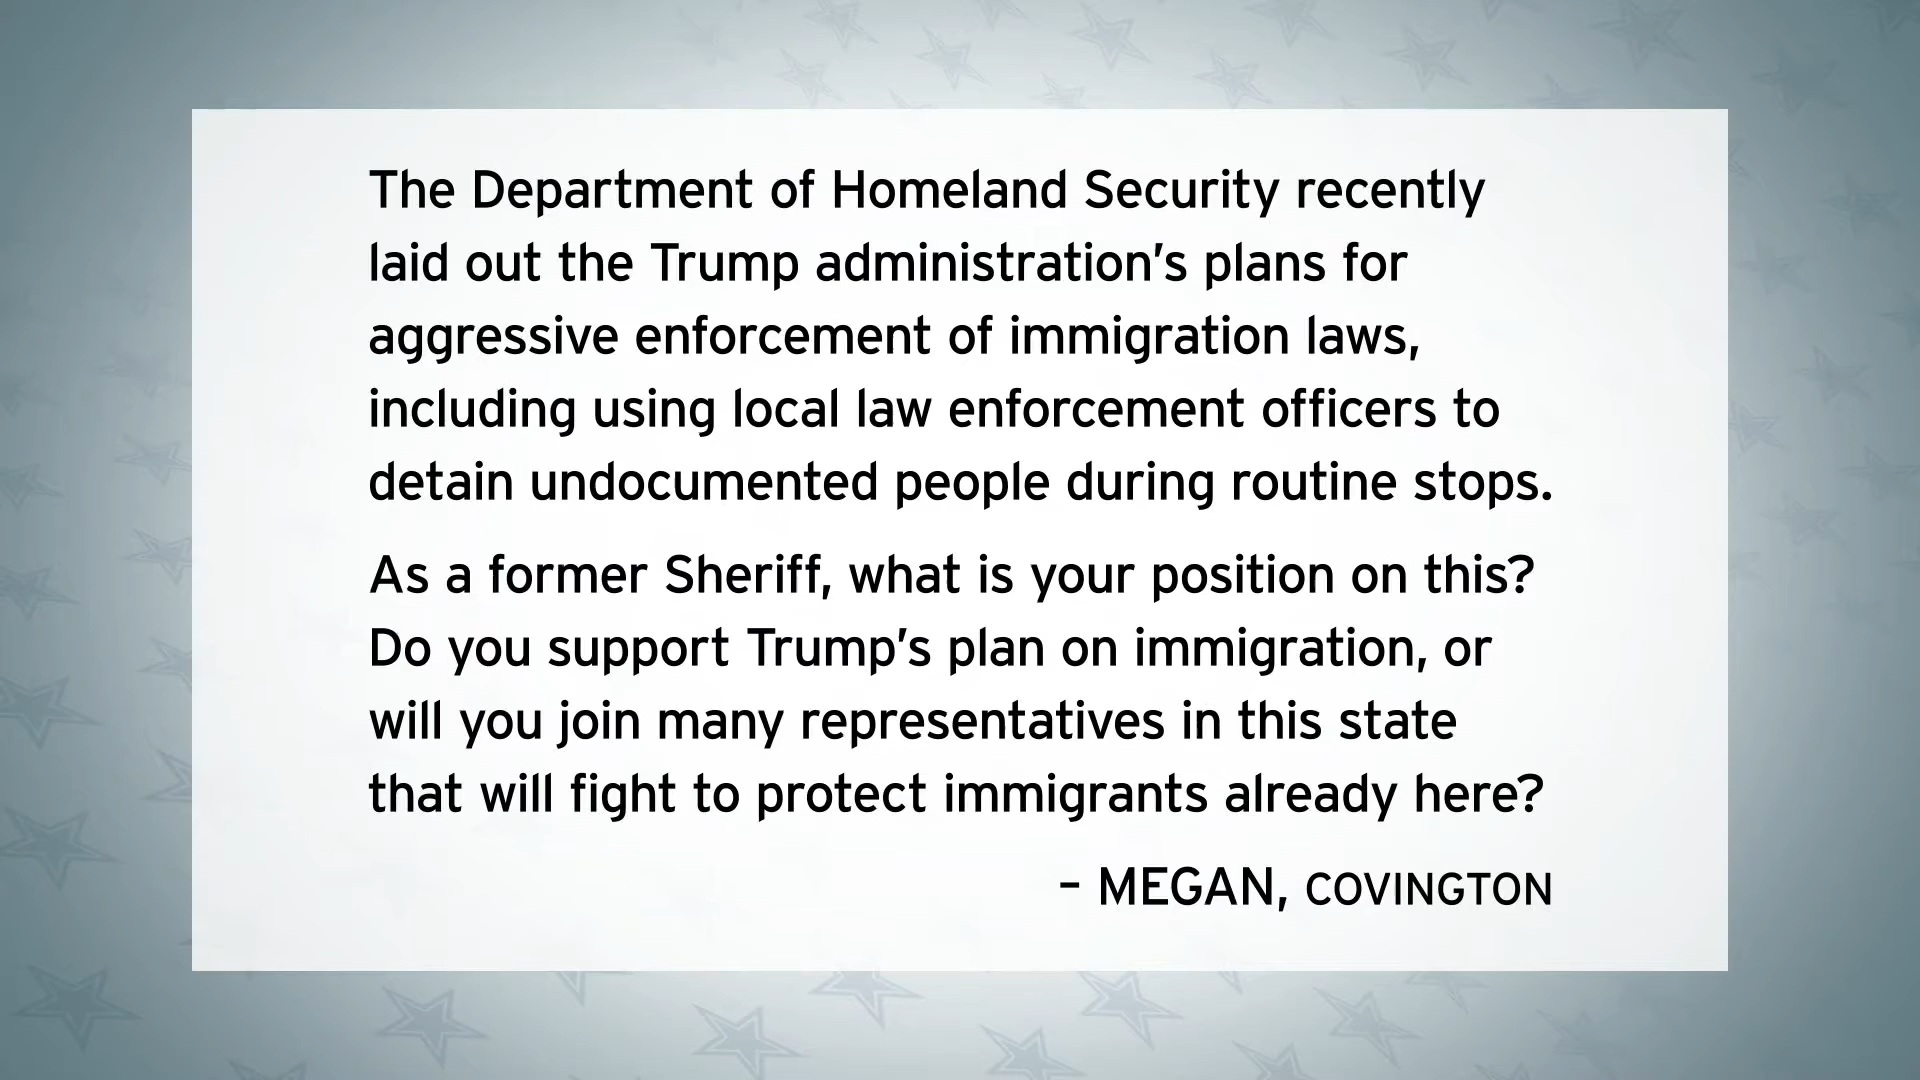 The Department of Homeland Security recently
laid out the Trump administration’s plans for
aggressive enforcement of immigration laws,
including using local law enforcement officers to
detain undocumented people during routine stops.
As a former Sheriff, what is your position on this?
Do you support Trump’s plan on immigration, or
will you join many representatives in this state
that will fight to protect immigrants already here?
– MEGAN, COVINGTON